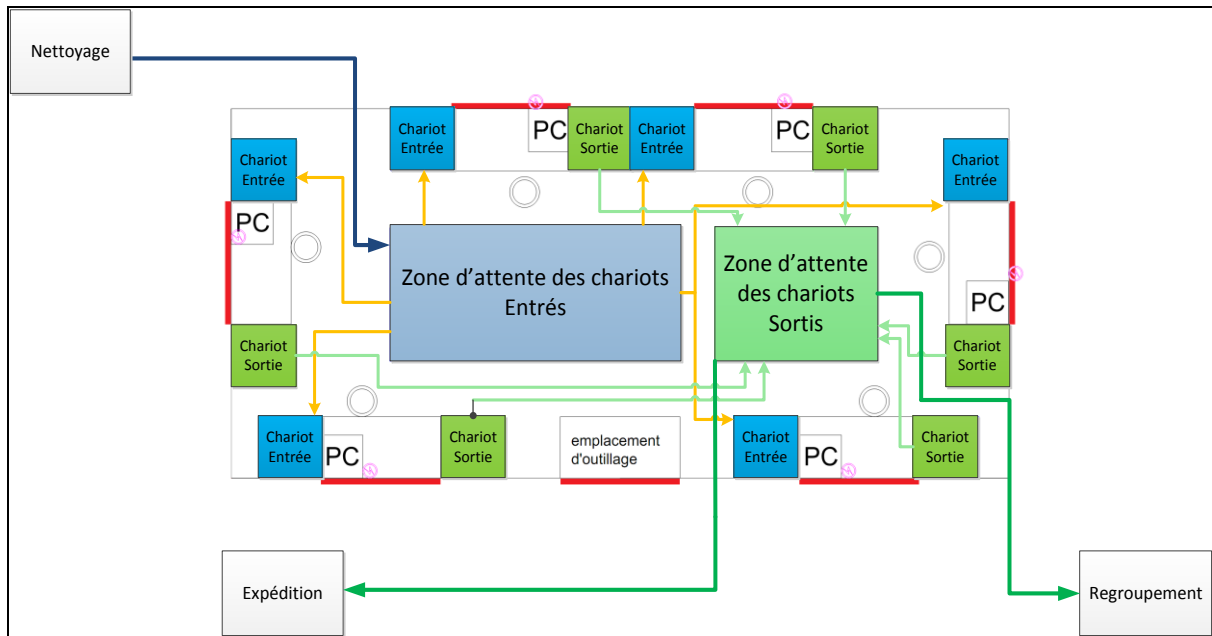 Nettoyage
Chariot
Entrée
PC
Chariot
Sortie
Chariot
Entrée
PC
Chariot
Sortie
Chariot
Entrée
Chariot
Entrée
PC
Zone d'attente des chariots
Entrés
Zone d'attente
des chariots
Sortis
PC
Chariot
Sortie
Chariot
Sortie
Chariot
Entrée
PC
Chariot
Sortie
emplacement
d'outillage
Chariot
Entrée
PC
Chariot
Sortie
Expédition
Regroupement